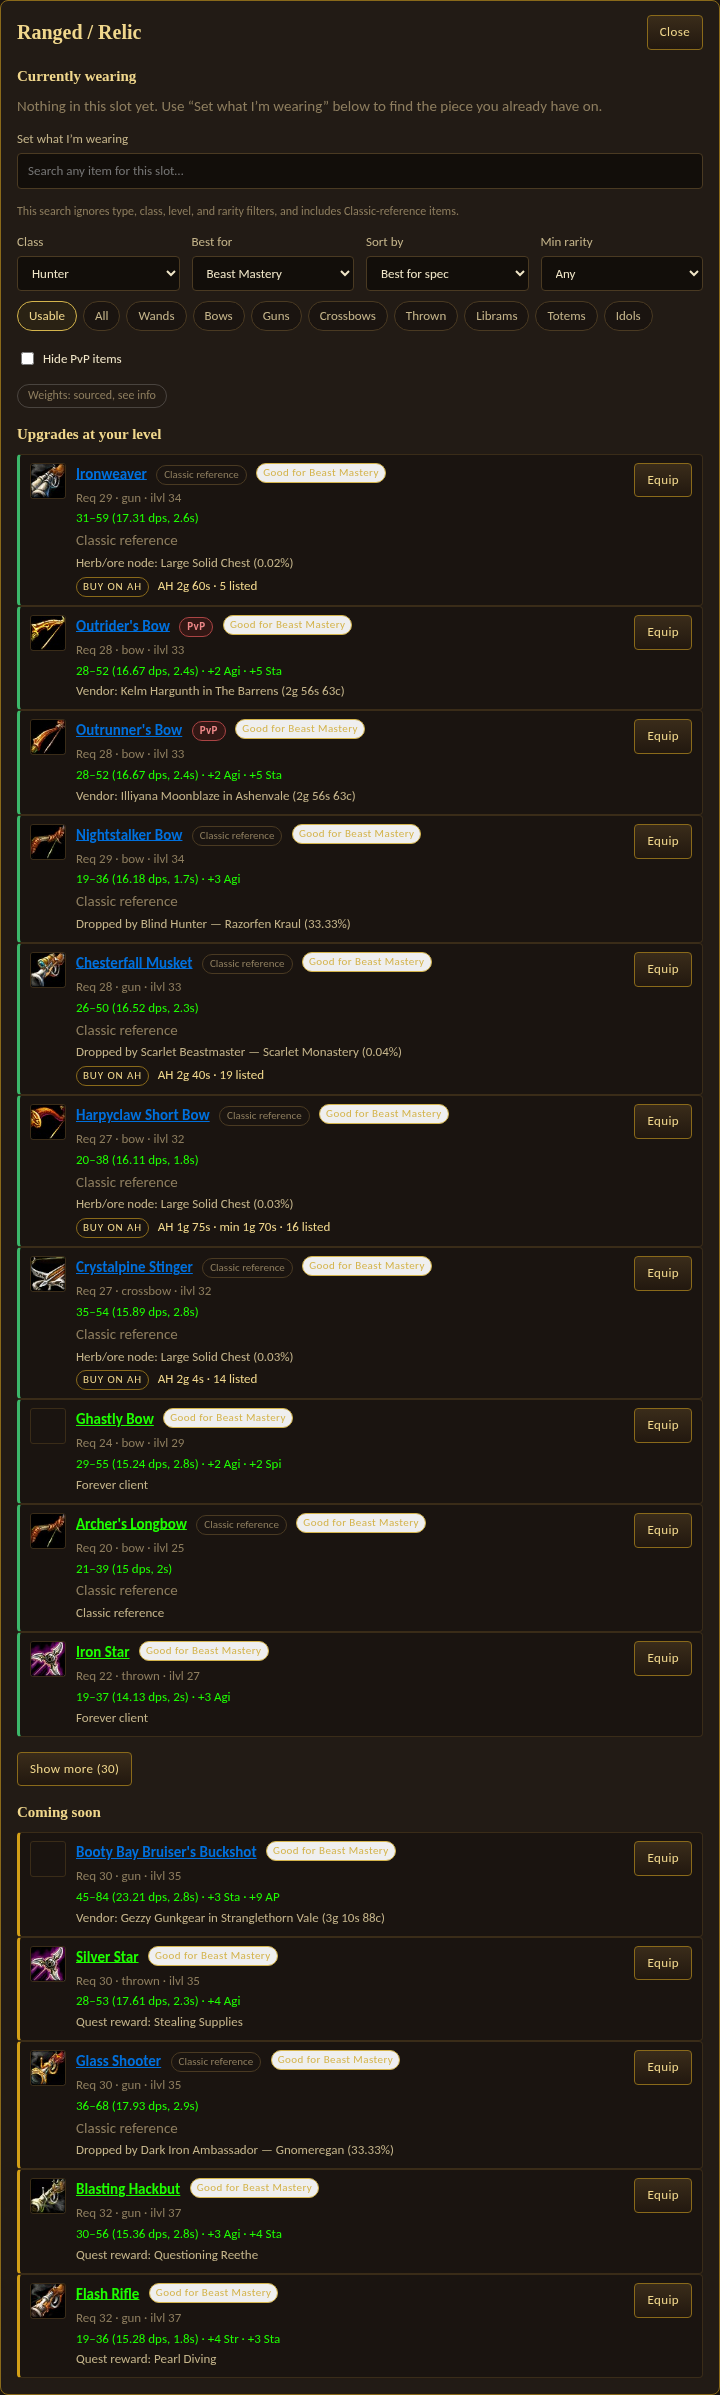 Ranged / Relic
Close
Currently wearing
Nothing in this slot yet. Use “Set what I'm wearing” below to find the piece you already have on.
Set what I'm wearing
Search any item for this slot...
This search ignores type, class, level, and rarity filters, and includes Classic-reference items.
Class
Best for
Sort by
Min rarity
Hunter
Beast Mastery
Best for spec
Any
Usable
All
Wands
Bows
Guns
Crossbows
Thrown
Librams
Totems
Idols
Hide PvP items
Weights: sourced, see info
Upgrades at your level
Ironweaver Classic reference Good for Beast Mastery
Equip
Req 29 · gun · ilvl 34
31–59 (17.31 dps, 2.6s)
Classic reference
Herb/ore node: Large Solid Chest (0.02%)
BUY ON AH AH 2g 60s · 5 listed
Outrider's Bow PvP Good for Beast Mastery
Equip
Req 28 · bow · ilvl 33
28–52 (16.67 dps, 2.4s) · +2 Agi · +5 Sta
Vendor: Kelm Hargunth in The Barrens (2g 56s 63c)
Outrunner's Bow PvP Good for Beast Mastery
Equip
Req 28 · bow · ilvl 33
28–52 (16.67 dps, 2.4s) · +2 Agi · +5 Sta
Vendor: Illiyana Moonblaze in Ashenvale (2g 56s 63c)
Nightstalker Bow Classic reference Good for Beast Mastery
Equip
Req 29 · bow · ilvl 34
19–36 (16.18 dps, 1.7s) · +3 Agi
Classic reference
Dropped by Blind Hunter — Razorfen Kraul (33.33%)
Chesterfall Musket Classic reference Good for Beast Mastery
Equip
Req 28 · gun · ilvl 33
26–50 (16.52 dps, 2.3s)
Classic reference
Dropped by Scarlet Beastmaster — Scarlet Monastery (0.04%)
BUY ON AH AH 2g 40s · 19 listed
Harpyclaw Short Bow Classic reference Good for Beast Mastery
Equip
Req 27 · bow · ilvl 32
20–38 (16.11 dps, 1.8s)
Classic reference
Herb/ore node: Large Solid Chest (0.03%)
BUY ON AH AH 1g 75s · min 1g 70s · 16 listed
Crystalpine Stinger Classic reference Good for Beast Mastery
Equip
Req 27 · crossbow · ilvl 32
35–54 (15.89 dps, 2.8s)
Classic reference
Herb/ore node: Large Solid Chest (0.03%)
BUY ON AH AH 2g 4s · 14 listed
Ghastly Bow Good for Beast Mastery
Equip
Req 24 · bow · ilvl 29
29–55 (15.24 dps, 2.8s) · +2 Agi · +2 Spi
Forever client
Archer's Longbow Classic reference Good for Beast Mastery
Equip
Req 20 · bow · ilvl 25
21–39 (15 dps, 2s)
Classic reference
Classic reference
Iron Star Good for Beast Mastery
Equip
Req 22 · thrown · ilvl 27
19–37 (14.13 dps, 2s) · +3 Agi
Forever client
Show more (30)
Coming soon
Booty Bay Bruiser's Buckshot Good for Beast Mastery
Equip
Req 30 · gun · ilvl 35
45–84 (23.21 dps, 2.8s) · +3 Sta · +9 AP
Vendor: Gezzy Gunkgear in Stranglethorn Vale (3g 10s 88c)
Silver Star Good for Beast Mastery
Equip
Req 30 · thrown · ilvl 35
28–53 (17.61 dps, 2.3s) · +4 Agi
Quest reward: Stealing Supplies
Glass Shooter Classic reference Good for Beast Mastery
Equip
Req 30 · gun · ilvl 35
36–68 (17.93 dps, 2.9s)
Classic reference
Dropped by Dark Iron Ambassador — Gnomeregan (33.33%)
Blasting Hackbut Good for Beast Mastery
Equip
Req 32 · gun · ilvl 37
30–56 (15.36 dps, 2.8s) · +3 Agi · +4 Sta
Quest reward: Questioning Reethe
Flash Rifle Good for Beast Mastery
Equip
Req 32 · gun · ilvl 37
19–36 (15.28 dps, 1.8s) · +4 Str · +3 Sta
Quest reward: Pearl Diving